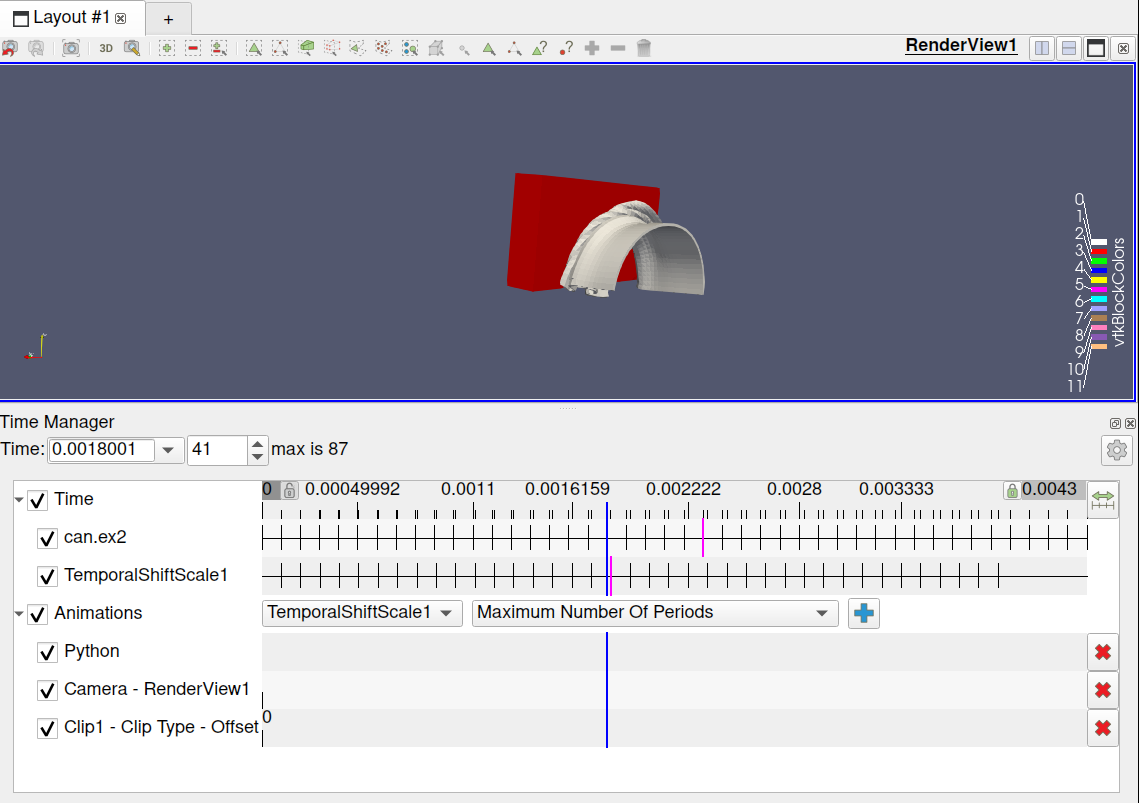 Layout #1
+
3D
RenderView1
0
1
2
3
4
5
6
7
8
9
10
11
vtkBlockColors
Time Manager
Time: 0.0018001 41 max is 87
Time 0 0.00049992 0.0011 0.0016159 0.002222 0.0028 0.003333 0.0043
can.ex2
TemporalShiftScale1
Animations TemporalShiftScale1 Maximum Number Of Periods
Python
Camera - RenderView1
Clip1 - Clip Type - Offset 0